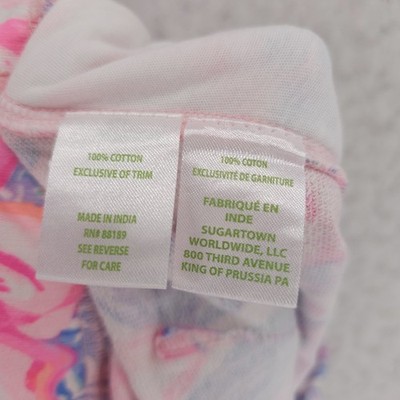 100% COTTON
EXCLUSIVE OF TRIM
MADE IN INDIA
RN# 88189
SEE REVERSE
FOR CARE
100% COTON
EXCLUSIVITÉ DE GARNITURE
FABRIQUÉ EN
INDE
SUGARTOWN
WORLDWIDE, LLC
800 THIRD AVENUE
KING OF PRUSSIA PA